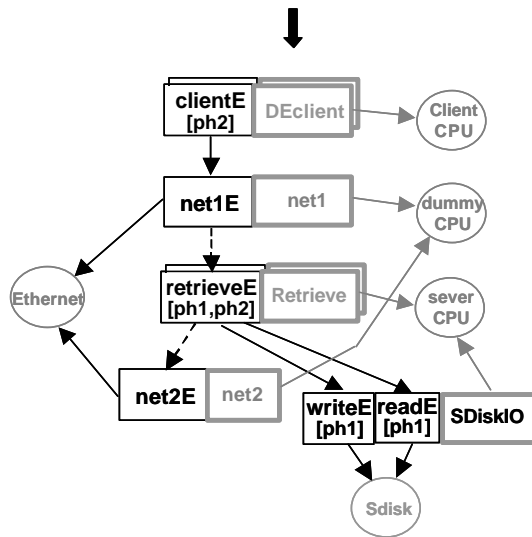 clientE
[ph2]
DEclient
Client
CPU
net1E
net1
dummy
CPU
Ethernet
retrieveE
[ph1,ph2]
Retrieve
sever
CPU
net2E
net2
writeE
[ph1]
readE
[ph1]
SDiskIO
Sdisk